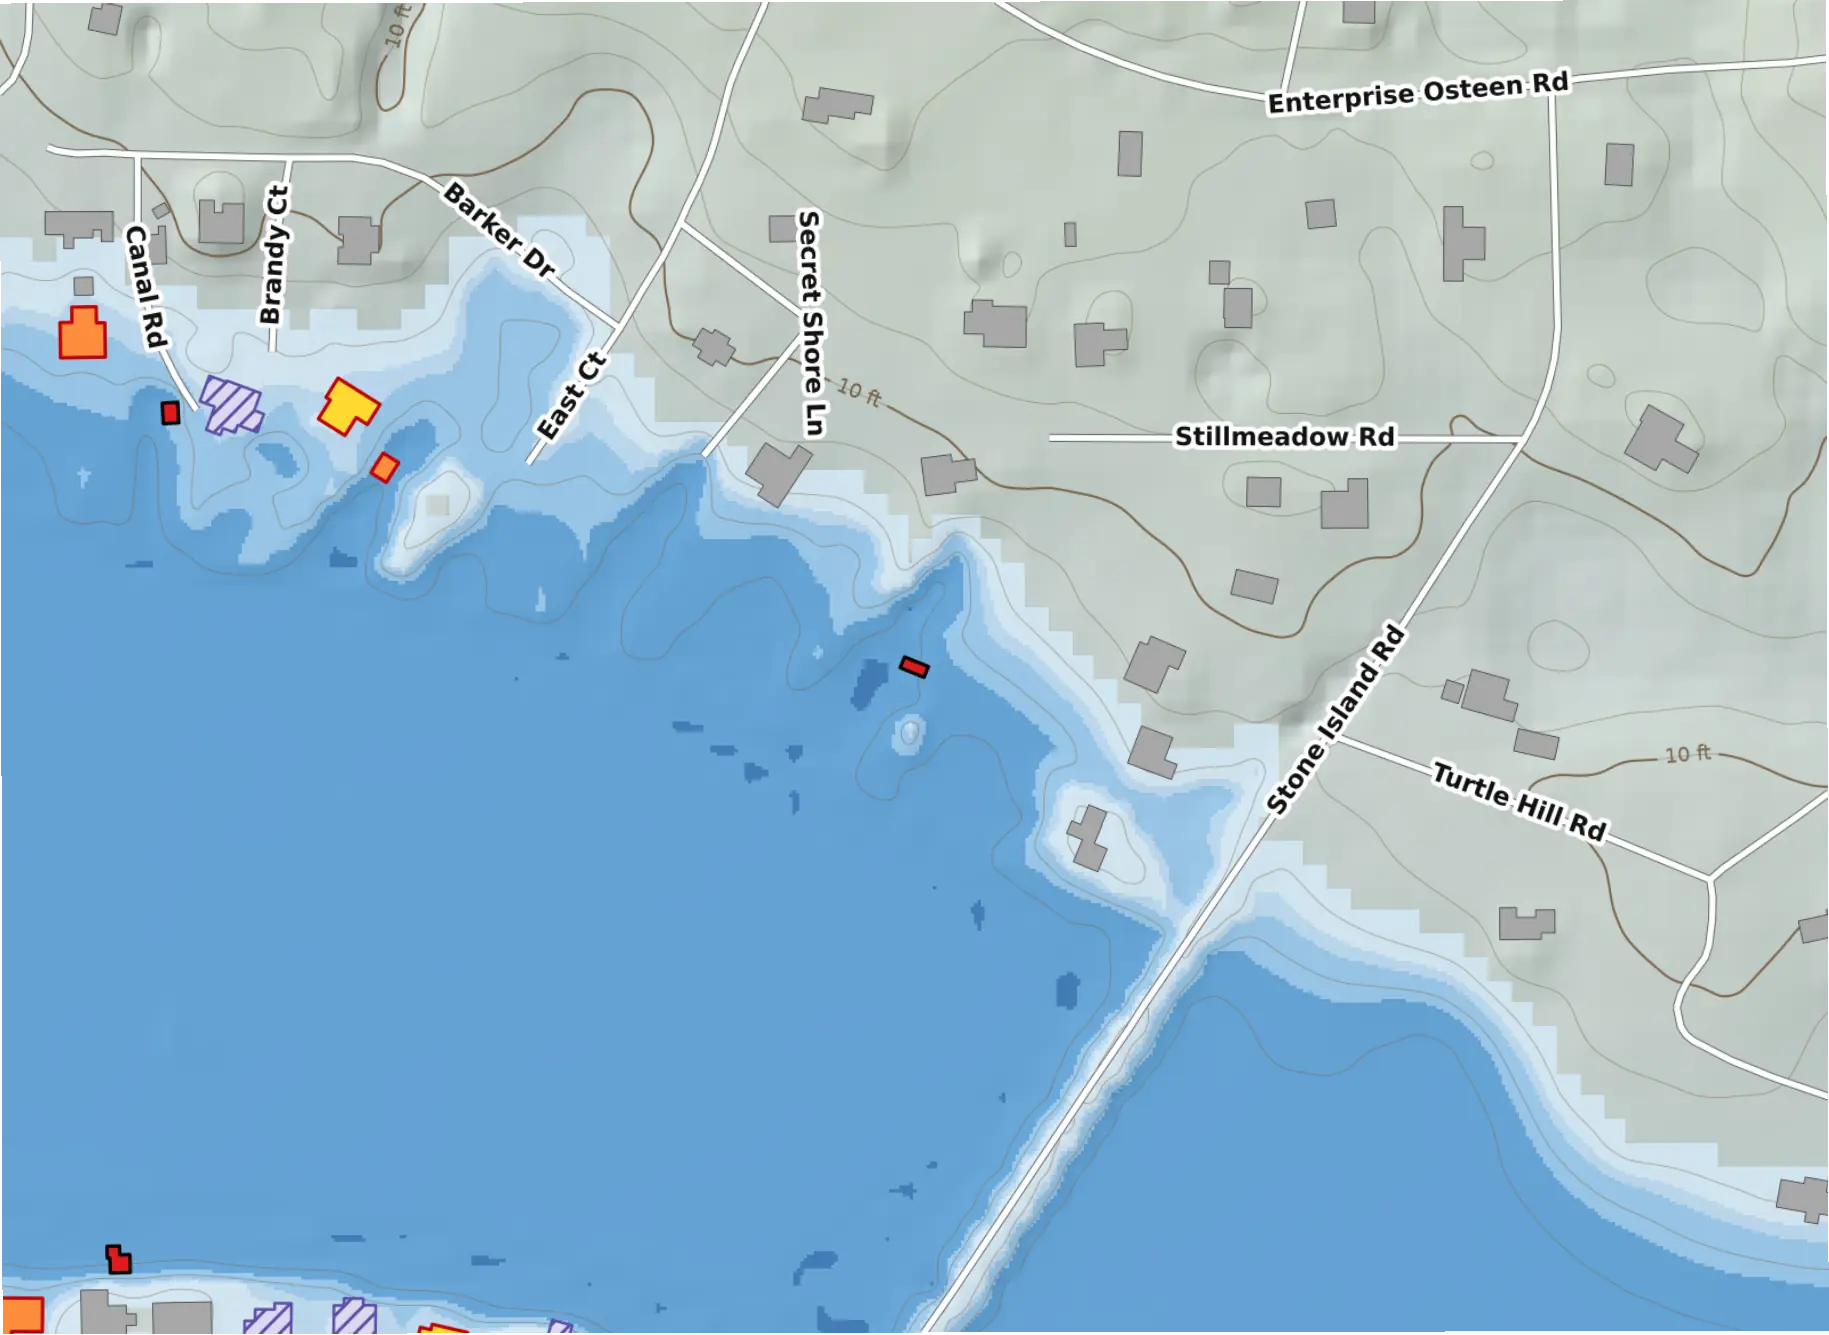 10 ft
Enterprise Osteen Rd
Barker Dr
Canal Rd
Brandy Ct
Secret Shore Ln
East Ct
10 ft
Stillmeadow Rd
Stone Island Rd
10 ft
Turtle Hill Rd